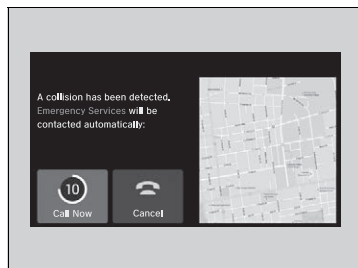 A collision has been detected.
Emergency Services will be
contacted automatically:
10
Call Now
Cancel